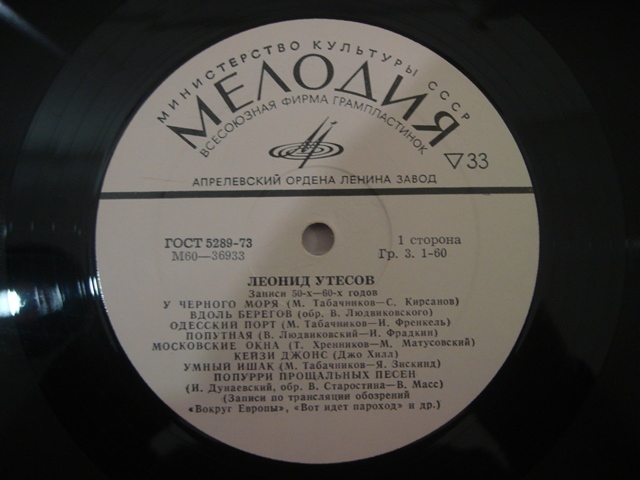 МИНИСТЕРСТВО КУЛЬТУРЫ СССР
МЕЛОДИЯ
ВСЕСОЮЗНАЯ ФИРМА ГРАМПЛАСТИНОК
▽33
АПРЕЛЕВСКИЙ ОРДЕНА ЛЕНИНА ЗАВОД
ГОСТ 5289-73
1 сторона
М60—36933
Гр. 3. 1-60
ЛЕОНИД УТЕСОВ
Записи 50-х—60-х годов
У ЧЕРНОГО МОРЯ (М. Табачников—С. Кирсанов)
ВДОЛЬ БЕРЕГОВ (обр. В. Людвиковского)
ОДЕССКИЙ ПОРТ (М. Табачников—И. Френкель)
ПОПУТНАЯ (В. Людвиковский—И. Фрадкин)
МОСКОВСКИЕ ОКНА (Т. Хренников—М. Матусовский)
КЕЙЗИ ДЖОНС (Джо Хилл)
УМНЫЙ ИШАК (М. Табачников—Я. Зискинд)
ПОПУРРИ ПРОЩАЛЬНЫХ ПЕСЕН
(И. Дунаевский, обр. В. Старостина—В. Масс)
(Записи по трансляции обозрений
«Вокруг Европы», «Вот идет пароход» и др.)